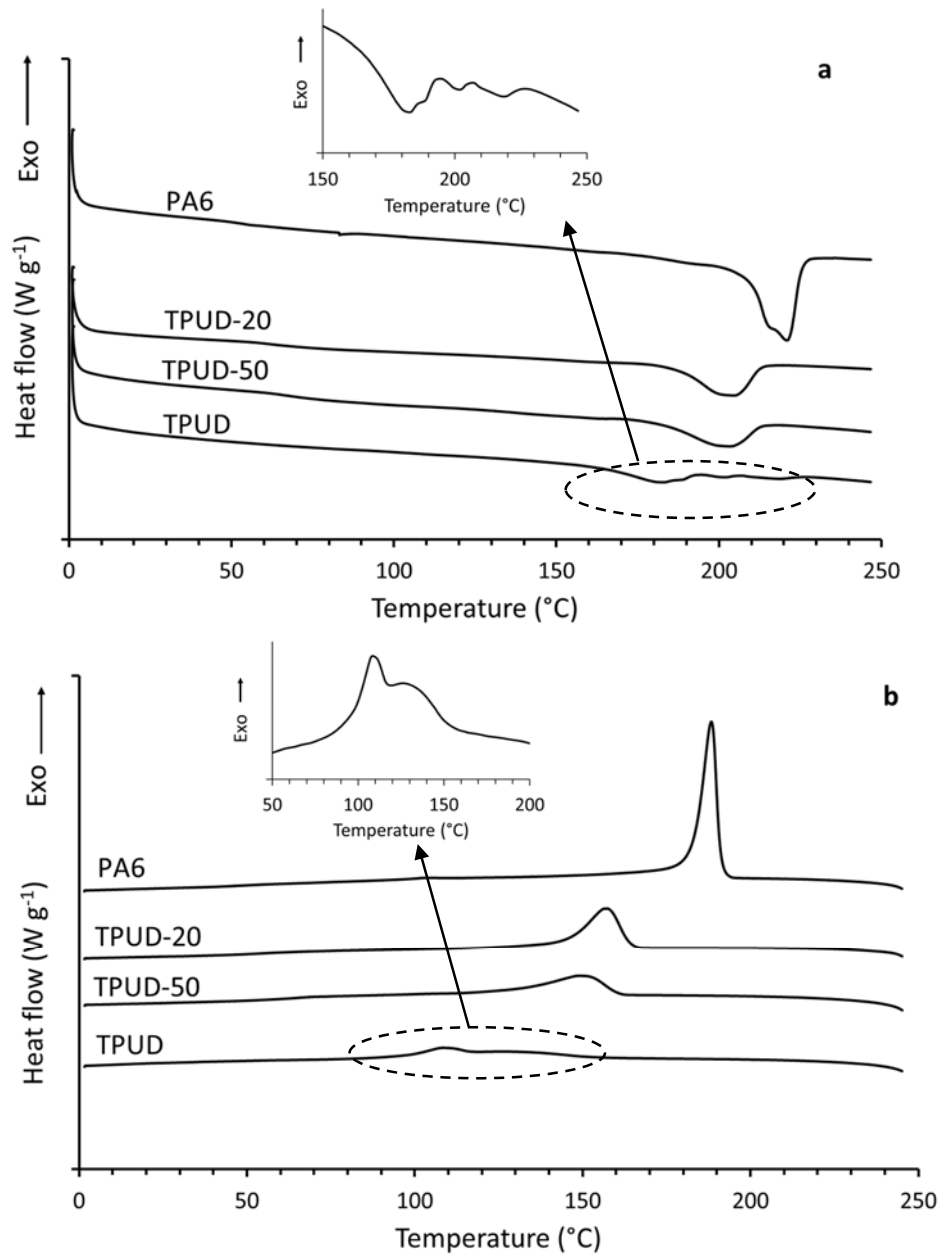 a
Exo
150
200
250
Temperature (°C)
Exo
Heat flow (W g-1)
PA6
TPUD-20
TPUD-50
TPUD
0
50
100
150
200
250
Temperature (°C)
b
Exo
50
100
150
200
Temperature (°C)
Exo
Heat flow (W g-1)
PA6
TPUD-20
TPUD-50
TPUD
0
50
100
150
200
250
Temperature (°C)